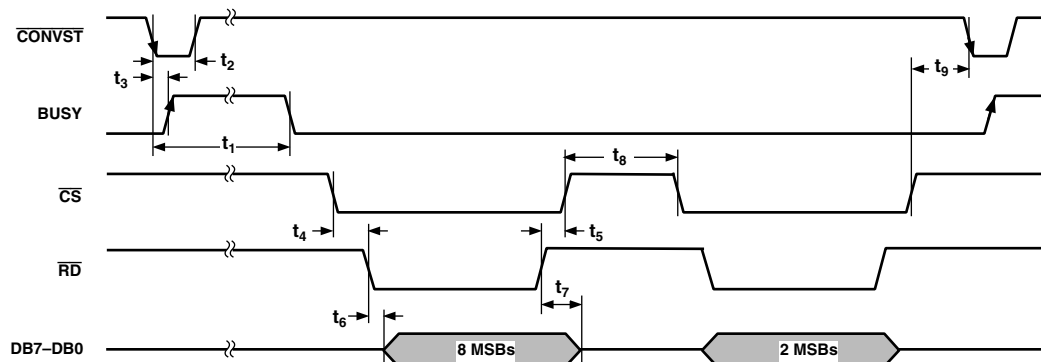 CONVST
t2
t3
t9
BUSY
t1
t8
CS
t4
t5
RD
t7
t6
DB7–DB0
8 MSBs
2 MSBs